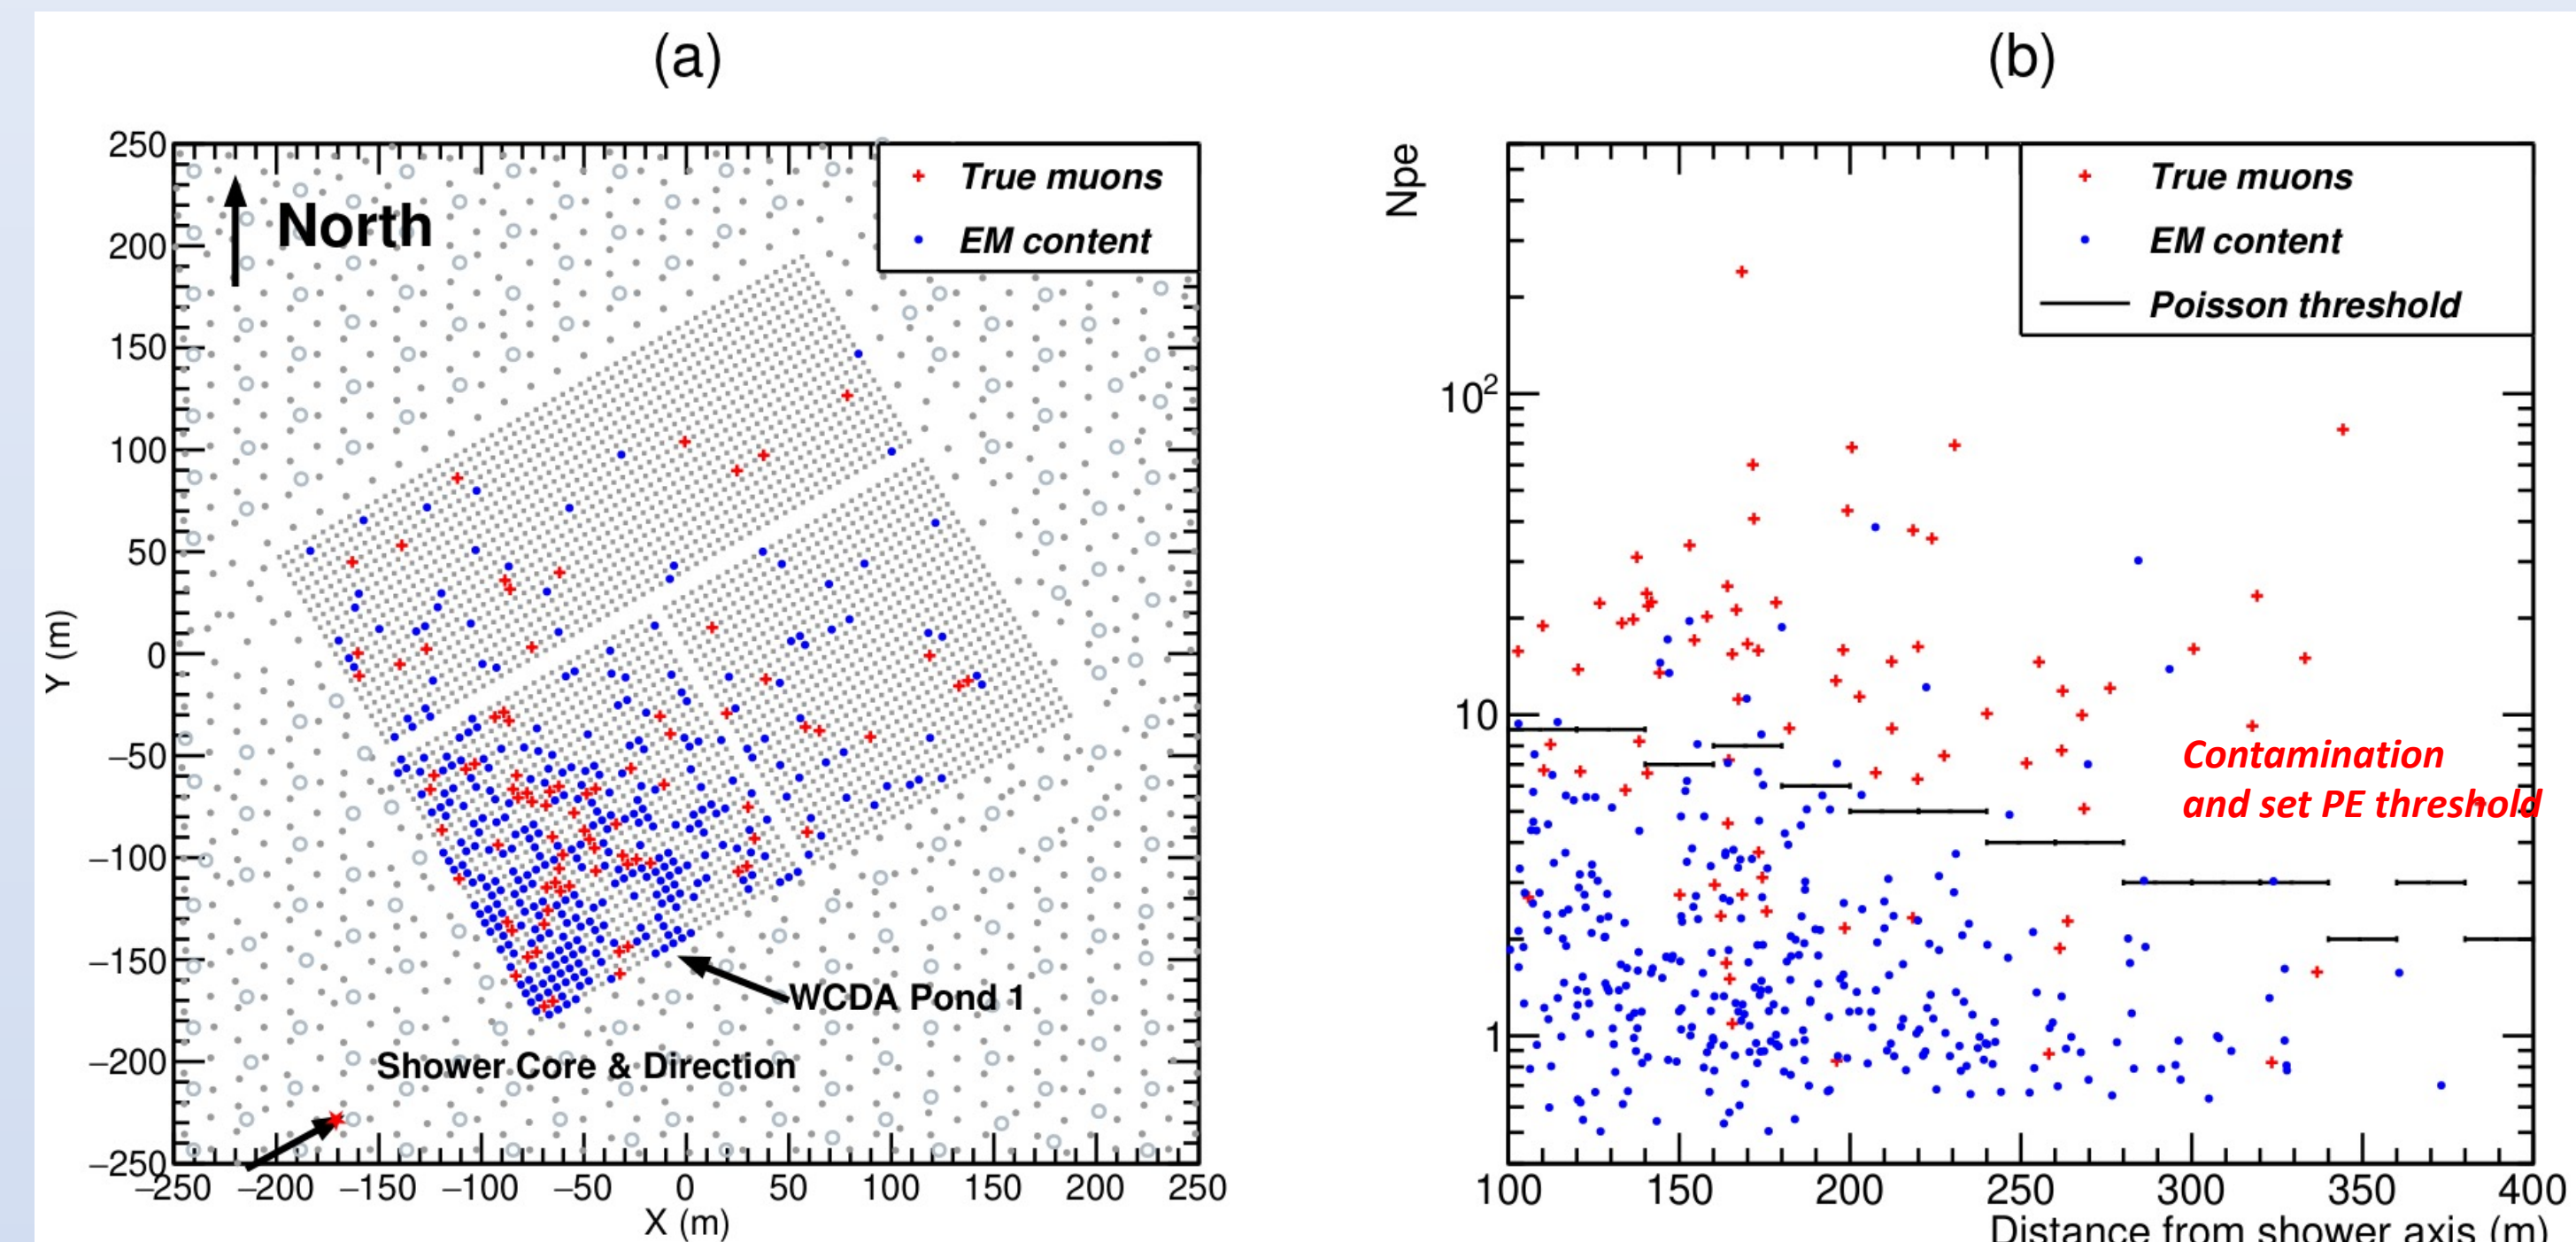 (a)
(b)
250
200
150
100
50
0
−50
−100
−150
−200
−250
Y (m)
North
True muons
EM content
WCDA Pond 1
Shower Core & Direction
−250 −200 −150 −100 −50 0 50 100 150 200 250
X (m)
Npe
10²
10
1
True muons
EM content
Poisson threshold
Contamination
and set PE threshold
100 150 200 250 300 350 400
Distance from shower axis (m)